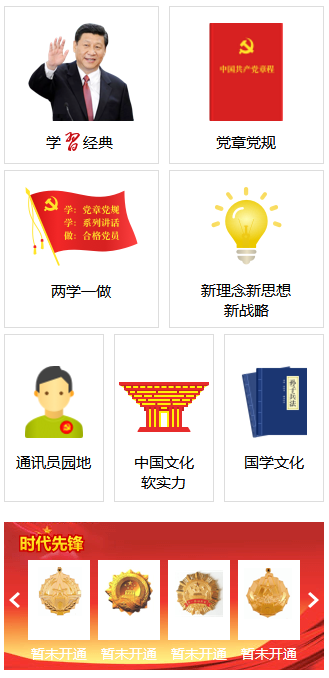 学習经典
中国共产党章程
党章党规
学：党章党规
学：系列讲话
做：合格党员
两学一做
新理念新思想
新战略
孙子兵法
通讯员园地
中国文化
软实力
国学文化
时代先锋
暂未开通
暂未开通
暂未开通
暂未开通